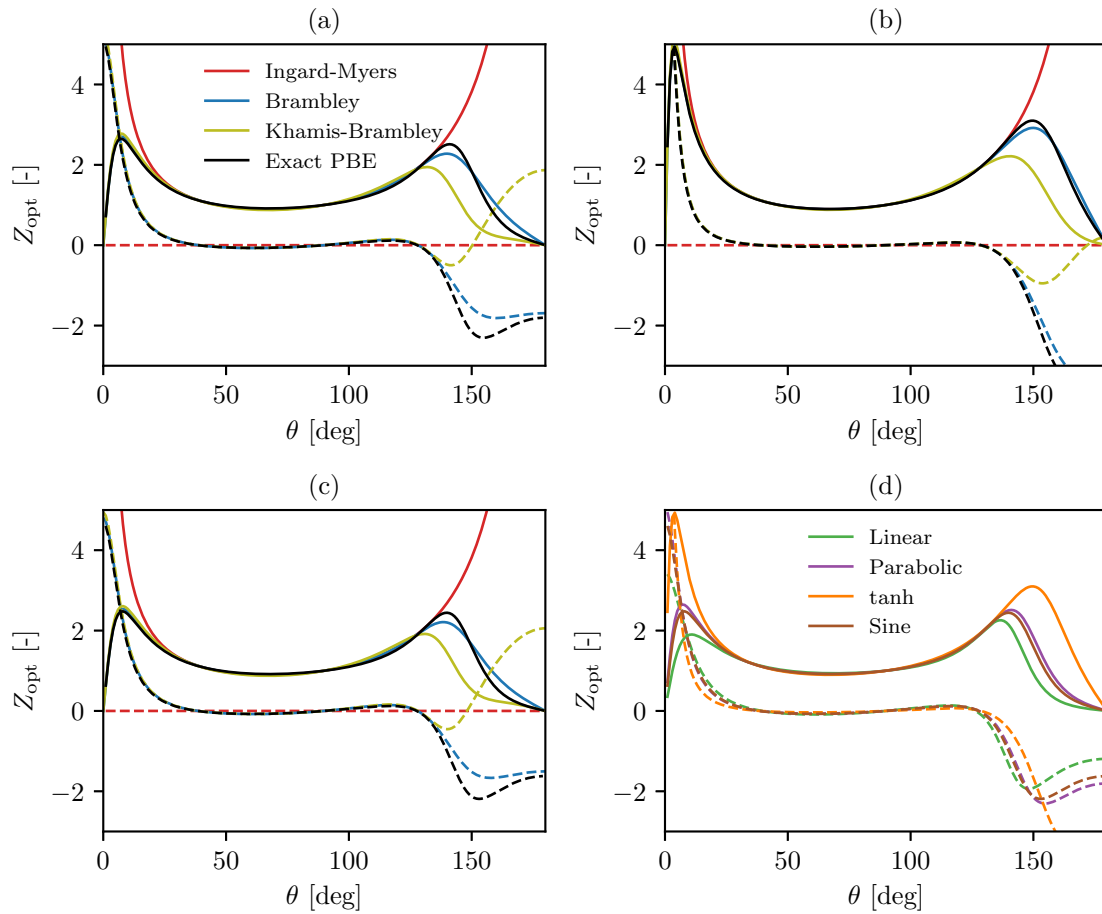 (a)
Z_opt [-]
4
2
0
−2
Ingard-Myers
Brambley
Khamis-Brambley
Exact PBE
0
50
100
150
θ [deg]
(b)
Z_opt [-]
4
2
0
−2
0
50
100
150
θ [deg]
(c)
Z_opt [-]
4
2
0
−2
0
50
100
150
θ [deg]
(d)
Z_opt [-]
4
2
0
−2
Linear
Parabolic
tanh
Sine
0
50
100
150
θ [deg]